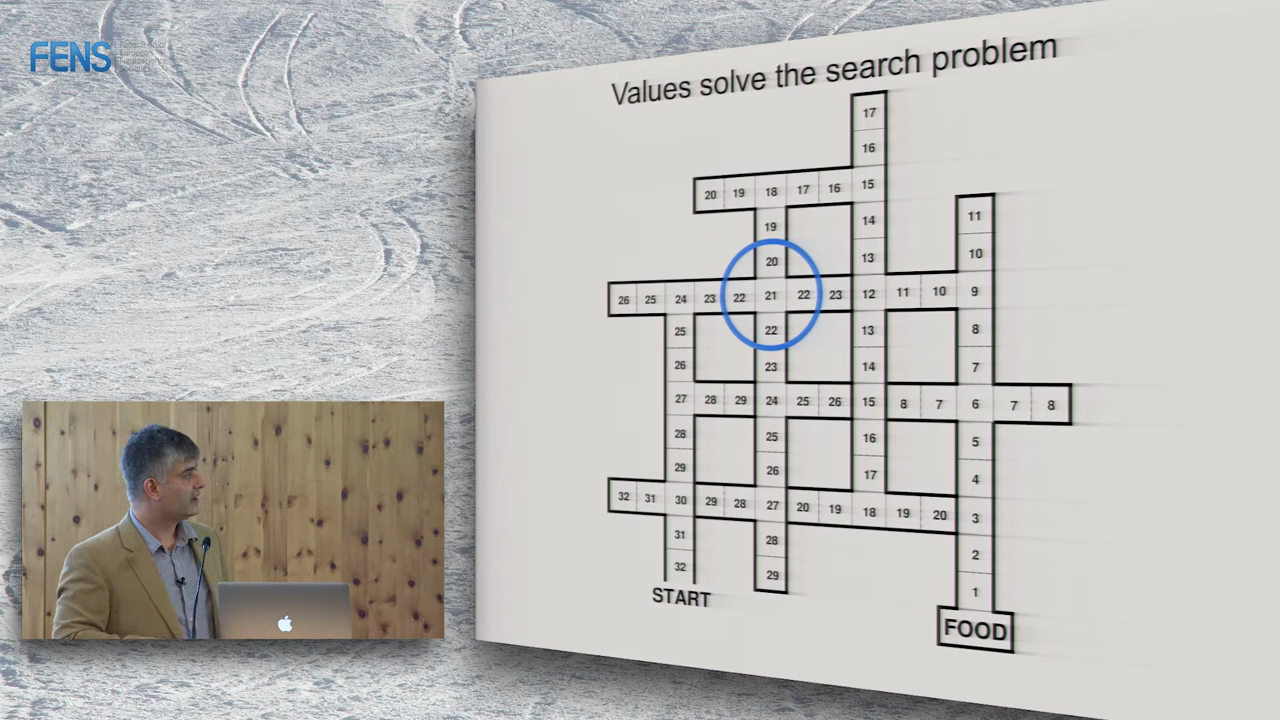 FENS
Values solve the search problem
17
16
20 19 18 17 16 15
19 14 11
20 13 10
26 25 24 23 22 21 22 23 12 11 10 9
25 22 13 8
26 23 14 7
27 28 29 24 25 26 15 8 7 6 7 8
28 25 16 5
29 26 17 4
32 31 30 29 28 27 20 19 18 19 20 3
31 28 2
32 29 1
START
FOOD